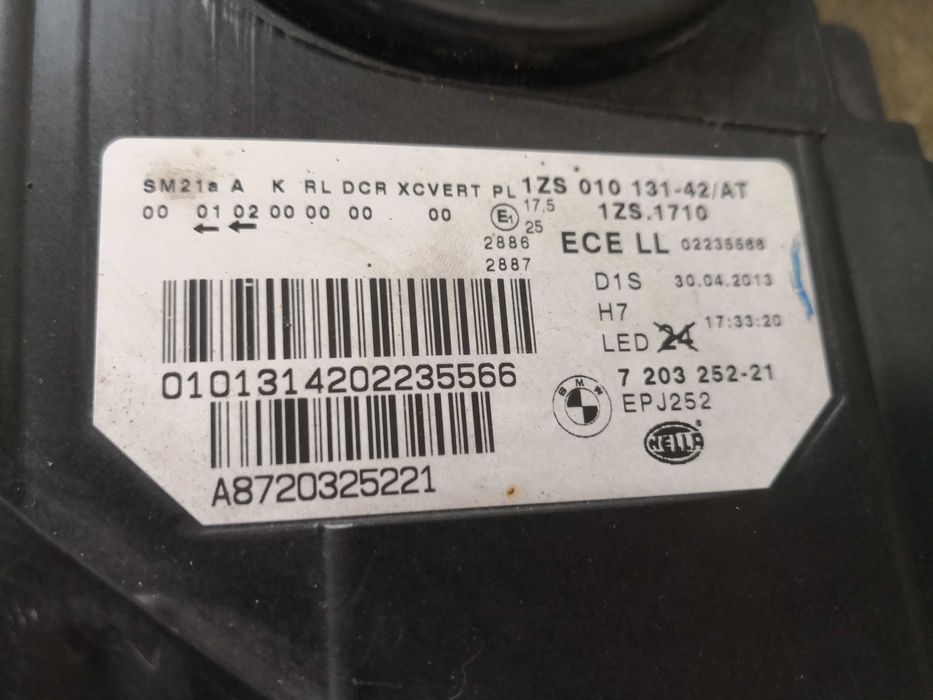 SM21a A K RL DCR XCVERT PL 1ZS 010 131-42/AT
00 01 02 00 00 00 00 E1 17,5 1ZS.1710
25
2886 ECE LL 02235566
2887
D1S 30.04.2013
H7 17:33:20
LED 24
0101314202235566
7 203 252-21
BMW EPJ252
HELLA ®
A8720325221